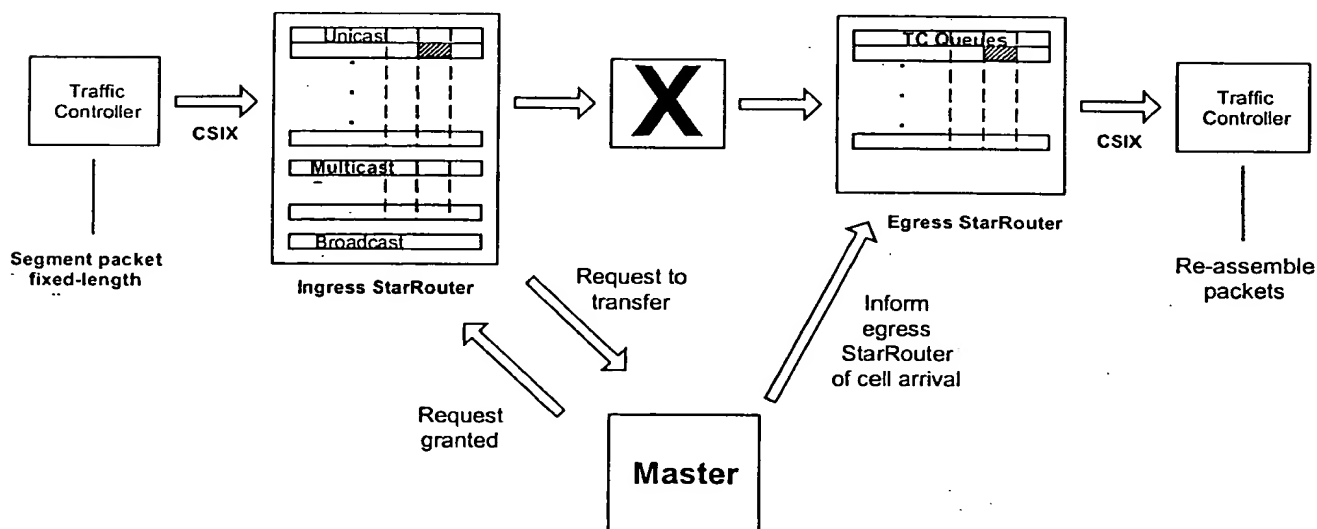 Unicast
TC Queues
Traffic
Controller
CSIX
X
CSIX
Traffic
Controller
Multicast
Broadcast
Segment packet
fixed-length
Ingress StarRouter
Egress StarRouter
Re-assemble
packets
Request to
transfer
Inform
egress
StarRouter
of cell arrival
Request
granted
Master